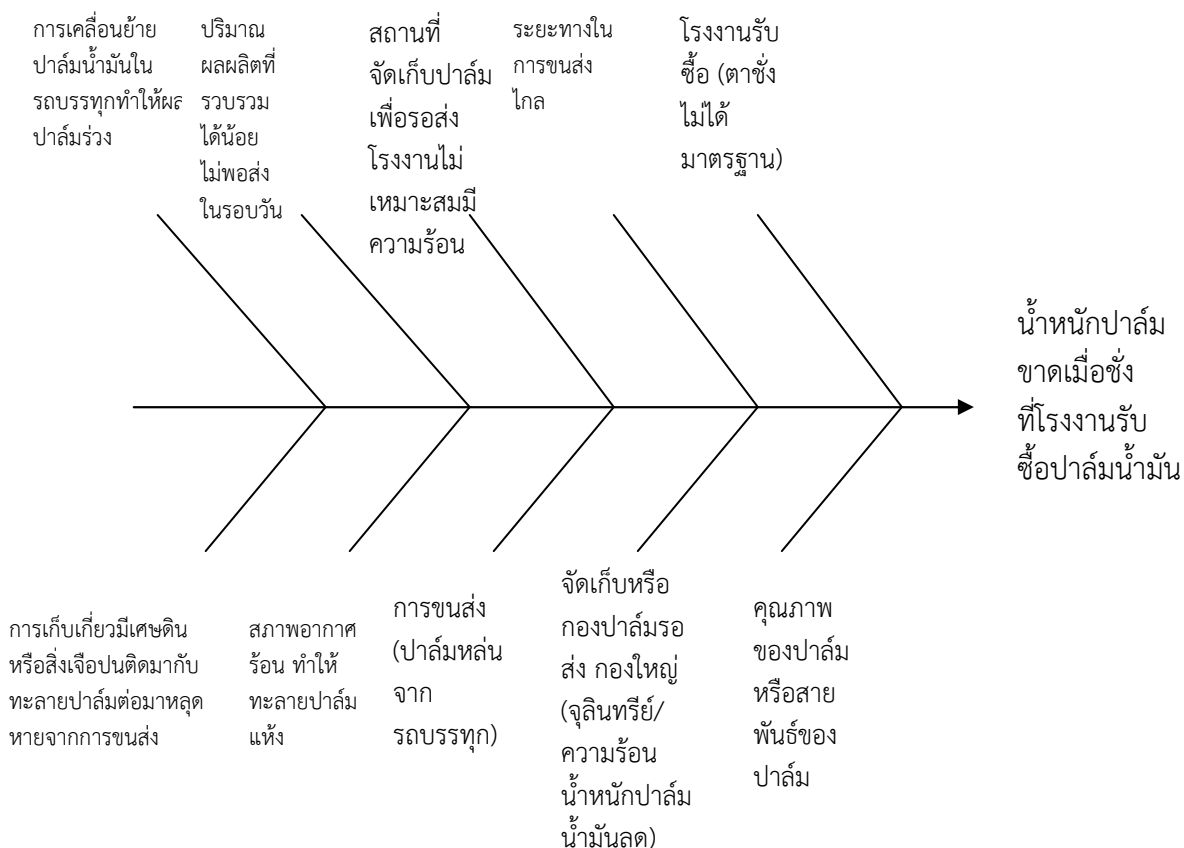 การเคลื่อนย้าย
ปาล์มน้ำมันใน
รถบรรทุกทำให้ผล
ปาล์มร่วง
ปริมาณ
ผลผลิตที่
รวบรวม
ได้น้อย
ไม่พอส่ง
ในรอบวัน
สถานที่
จัดเก็บปาล์ม
เพื่อรอส่ง
โรงงานไม่
เหมาะสมมี
ความร้อน
ระยะทางใน
การขนส่ง
ไกล
โรงงานรับ
ซื้อ (ตาชั่ง
ไม่ได้
มาตรฐาน)
น้ำหนักปาล์ม
ขาดเมื่อชั่ง
ที่โรงงานรับ
ซื้อปาล์มน้ำมัน
การเก็บเกี่ยวมีเศษดิน
หรือสิ่งเจือปนติดมากับ
ทะลายปาล์มต่อมาหลุด
หายจากการขนส่ง
สภาพอากาศ
ร้อน ทำให้
ทะลายปาล์ม
แห้ง
การขนส่ง
(ปาล์มหล่น
จาก
รถบรรทุก)
จัดเก็บหรือ
กองปาล์มรอ
ส่ง กองใหญ่
(จุลินทรีย์/
ความร้อน
น้ำหนักปาล์ม
น้ำมันลด)
คุณภาพ
ของปาล์ม
หรือสาย
พันธ์ของ
ปาล์ม